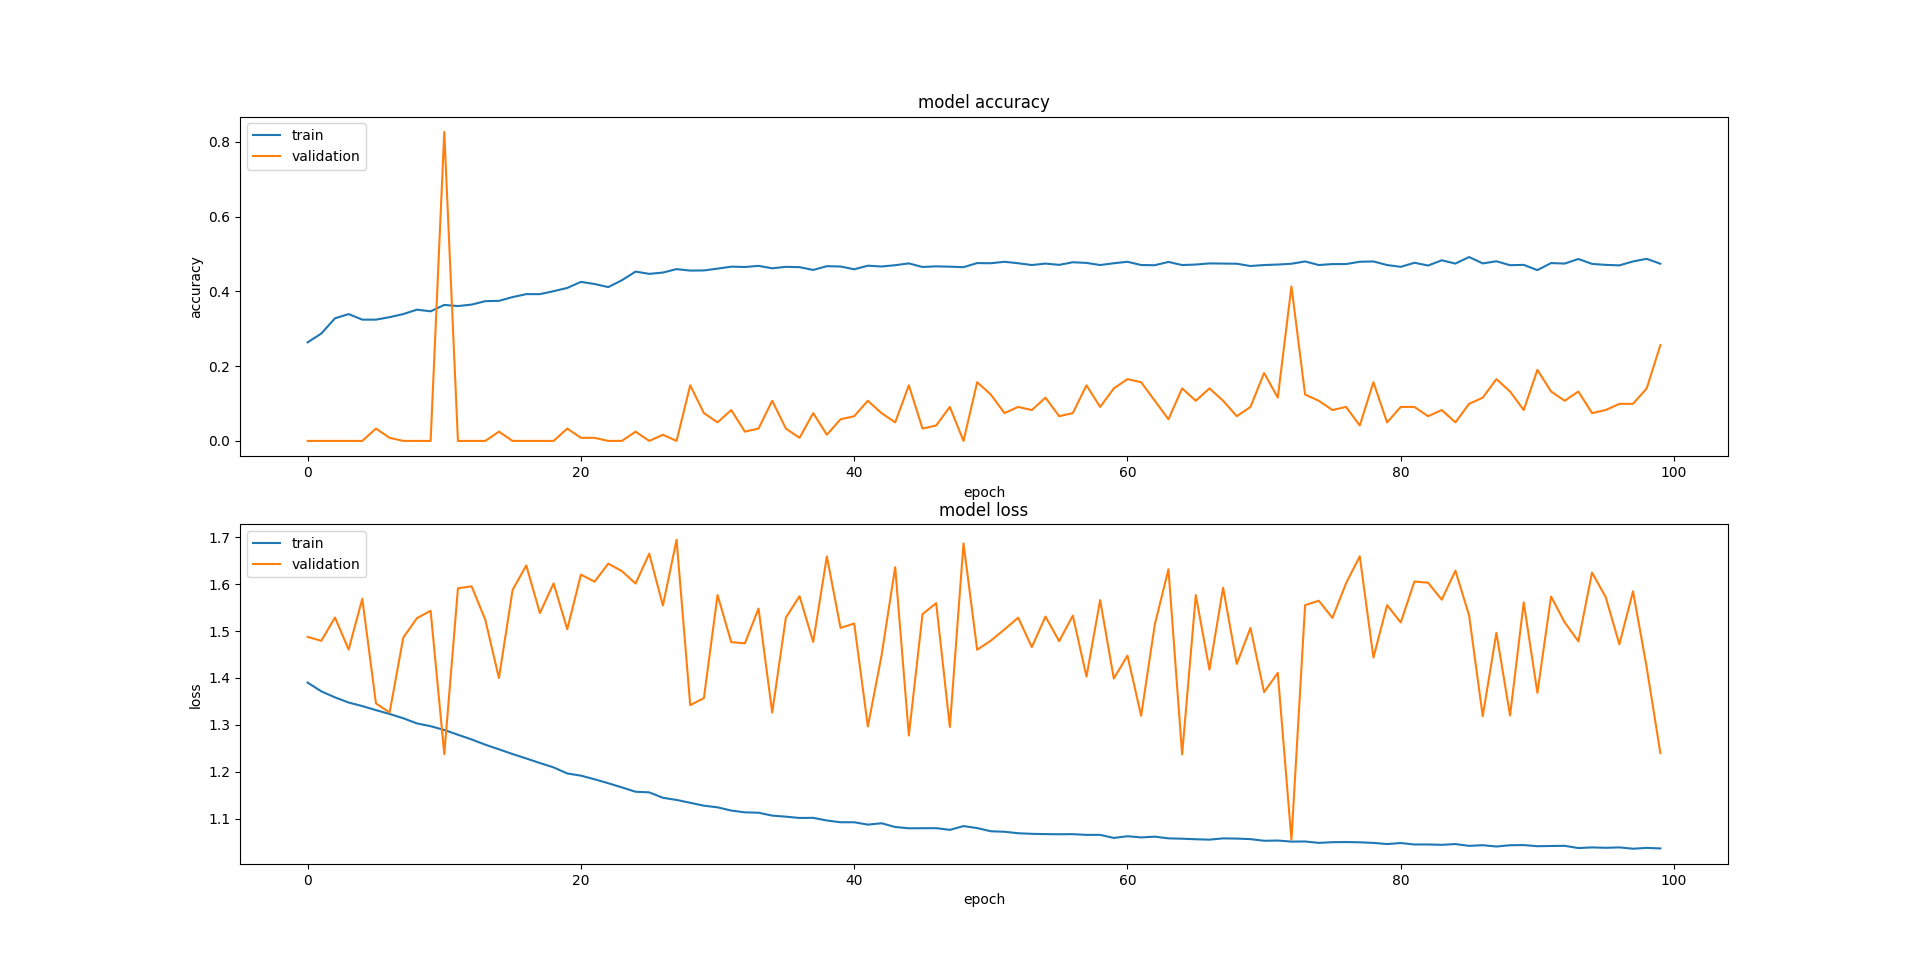 model accuracy
train
validation
0.8
0.6
0.4
0.2
0.0
accuracy
0 20 40 60 80 100
epoch
model loss
train
validation
1.7
1.6
1.5
1.4
1.3
1.2
1.1
loss
0 20 40 60 80 100
epoch